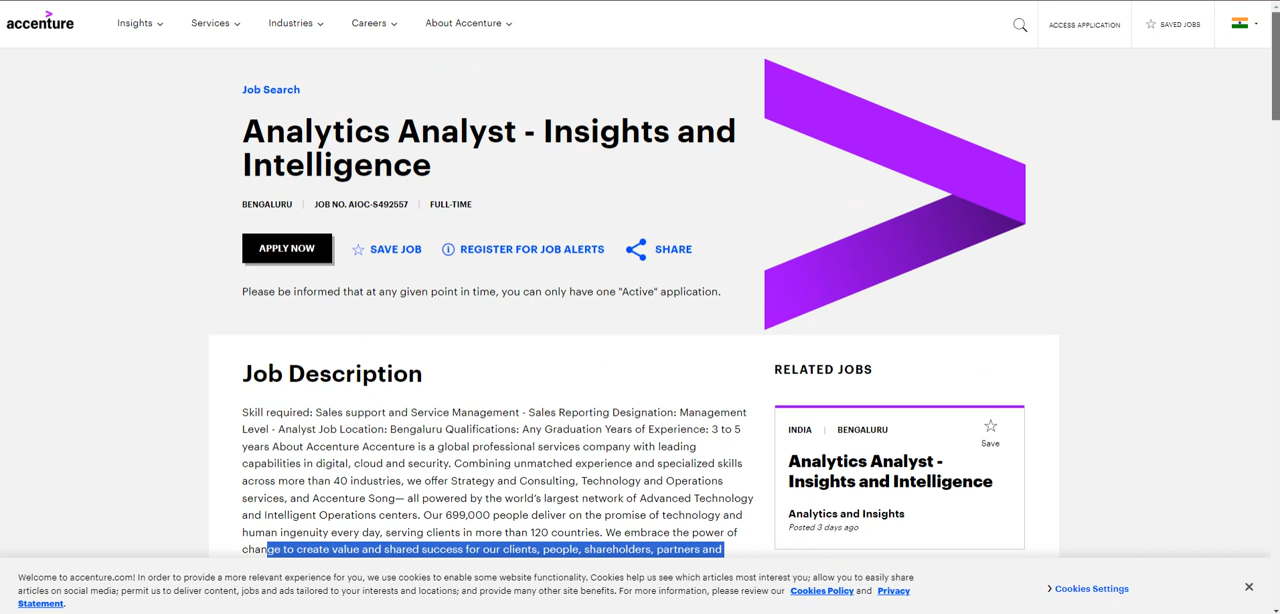 accenture
Insights
Services
Industries
Careers
About Accenture
ACCESS APPLICATION
SAVED JOBS
Job Search
Analytics Analyst - Insights and
Intelligence
BENGALURU
JOB NO. AIOC-S492557
FULL-TIME
APPLY NOW
SAVE JOB
REGISTER FOR JOB ALERTS
SHARE
Please be informed that at any given point in time, you can only have one "Active" application.
Job Description
Skill required: Sales support and Service Management - Sales Reporting Designation: Management
Level - Analyst Job Location: Bengaluru Qualifications: Any Graduation Years of Experience: 3 to 5
years About Accenture Accenture is a global professional services company with leading
capabilities in digital, cloud and security. Combining unmatched experience and specialized skills
across more than 40 industries, we offer Strategy and Consulting, Technology and Operations
services, and Accenture Song— all powered by the world's largest network of Advanced Technology
and Intelligent Operations centers. Our 699,000 people deliver on the promise of technology and
human ingenuity every day, serving clients in more than 120 countries. We embrace the power of
change to create value and shared success for our clients, people, shareholders, partners and
RELATED JOBS
INDIA
BENGALURU
Save
Analytics Analyst -
Insights and Intelligence
Analytics and Insights
Posted 3 days ago
Welcome to accenture.com! In order to provide a more relevant experience for you, we use cookies to enable some website functionality. Cookies help us see which articles most interest you; allow you to easily share
articles on social media; permit us to deliver content, jobs and ads tailored to your interests and locations; and provide many other site benefits. For more information, please review our Cookies Policy and Privacy
Statement.
Cookies Settings